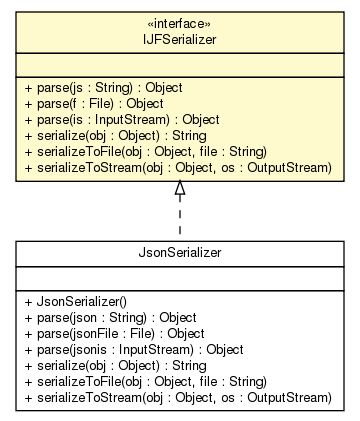 «interface»
IJFSerializer
+ parse(js : String) : Object
+ parse(f : File) : Object
+ parse(is : InputStream) : Object
+ serialize(obj : Object) : String
+ serializeToFile(obj : Object, file : String)
+ serializeToStream(obj : Object, os : OutputStream)
JsonSerializer
+ JsonSerializer()
+ parse(json : String) : Object
+ parse(jsonFile : File) : Object
+ parse(jsonis : InputStream) : Object
+ serialize(obj : Object) : String
+ serializeToFile(obj : Object, file : String)
+ serializeToStream(obj : Object, os : OutputStream)